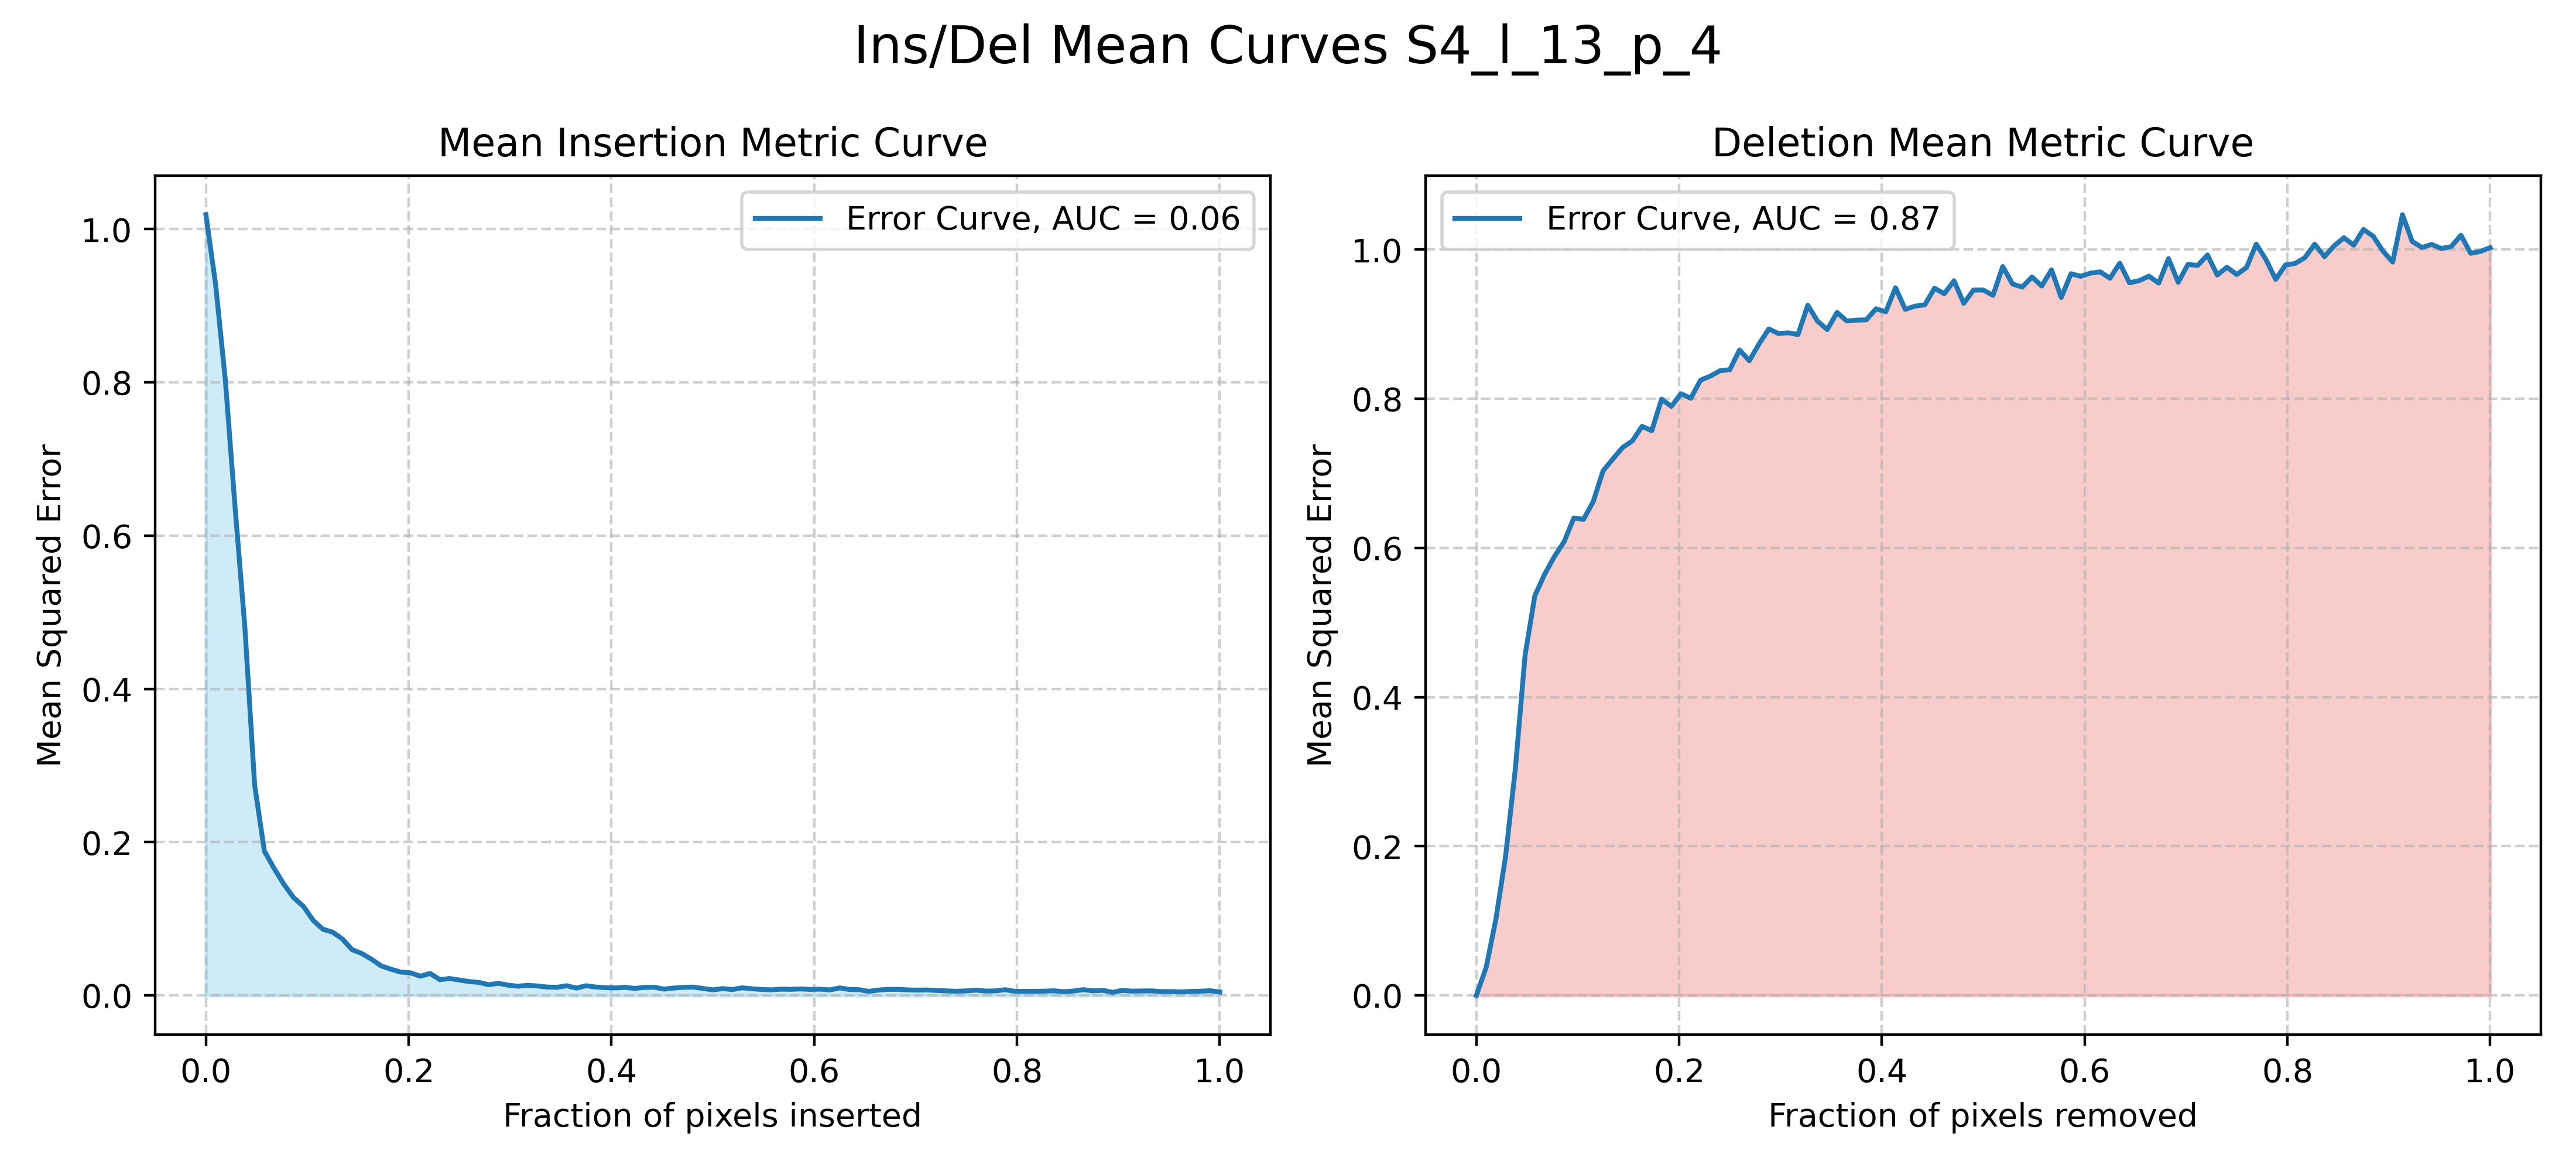 Ins/Del Mean Curves S4_l_13_p_4
Mean Insertion Metric Curve
Error Curve, AUC = 0.06
Mean Squared Error
1.0
0.8
0.6
0.4
0.2
0.0
0.0 0.2 0.4 0.6 0.8 1.0
Fraction of pixels inserted
Deletion Mean Metric Curve
Error Curve, AUC = 0.87
Mean Squared Error
1.0
0.8
0.6
0.4
0.2
0.0
0.0 0.2 0.4 0.6 0.8 1.0
Fraction of pixels removed